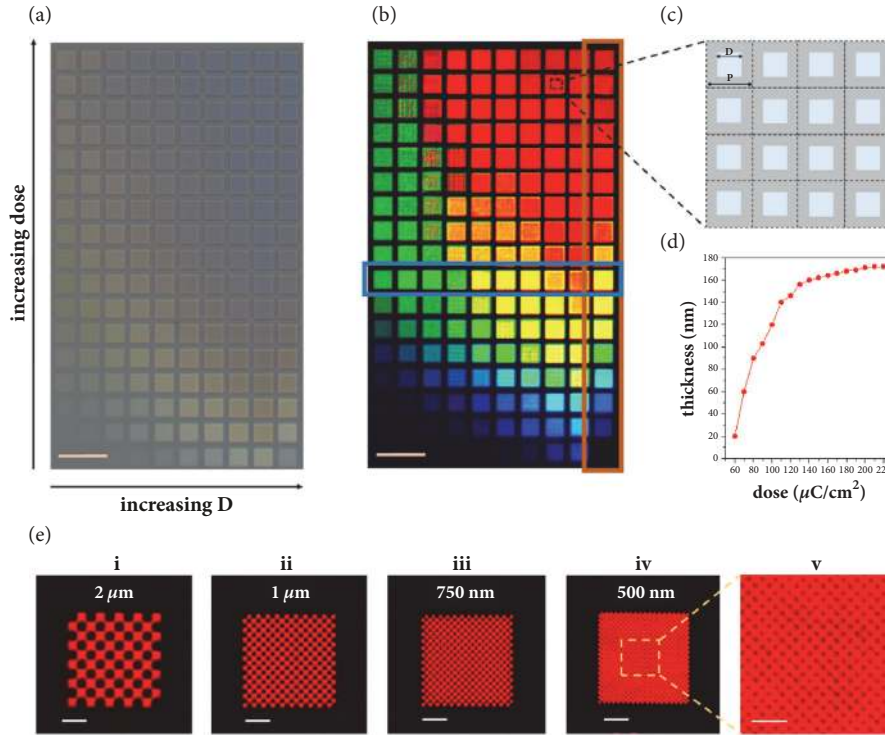 (a)
(b)
(c)
increasing dose
increasing D
D
P
(d)
180
160
140
120
100
80
60
40
20
0
thickness (nm)
60 80 100 120 140 160 180 200 22
dose (μC/cm²)
(e)
i
ii
iii
iv
v
2 μm
1 μm
750 nm
500 nm